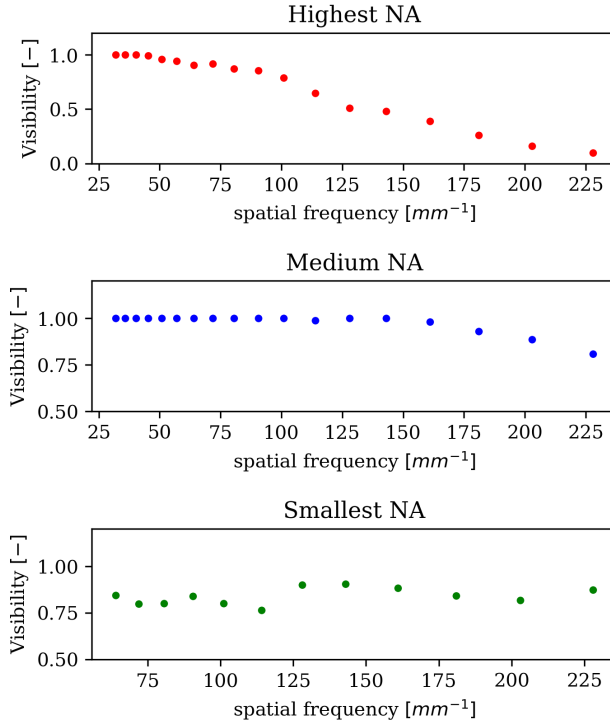 Highest NA
Visibility [−]
1.0
0.5
0.0
25 50 75 100 125 150 175 200 225
spatial frequency [mm⁻¹]
Medium NA
Visibility [−]
1.00
0.75
0.50
25 50 75 100 125 150 175 200 225
spatial frequency [mm⁻¹]
Smallest NA
Visibility [−]
1.00
0.75
0.50
75 100 125 150 175 200 225
spatial frequency [mm⁻¹]